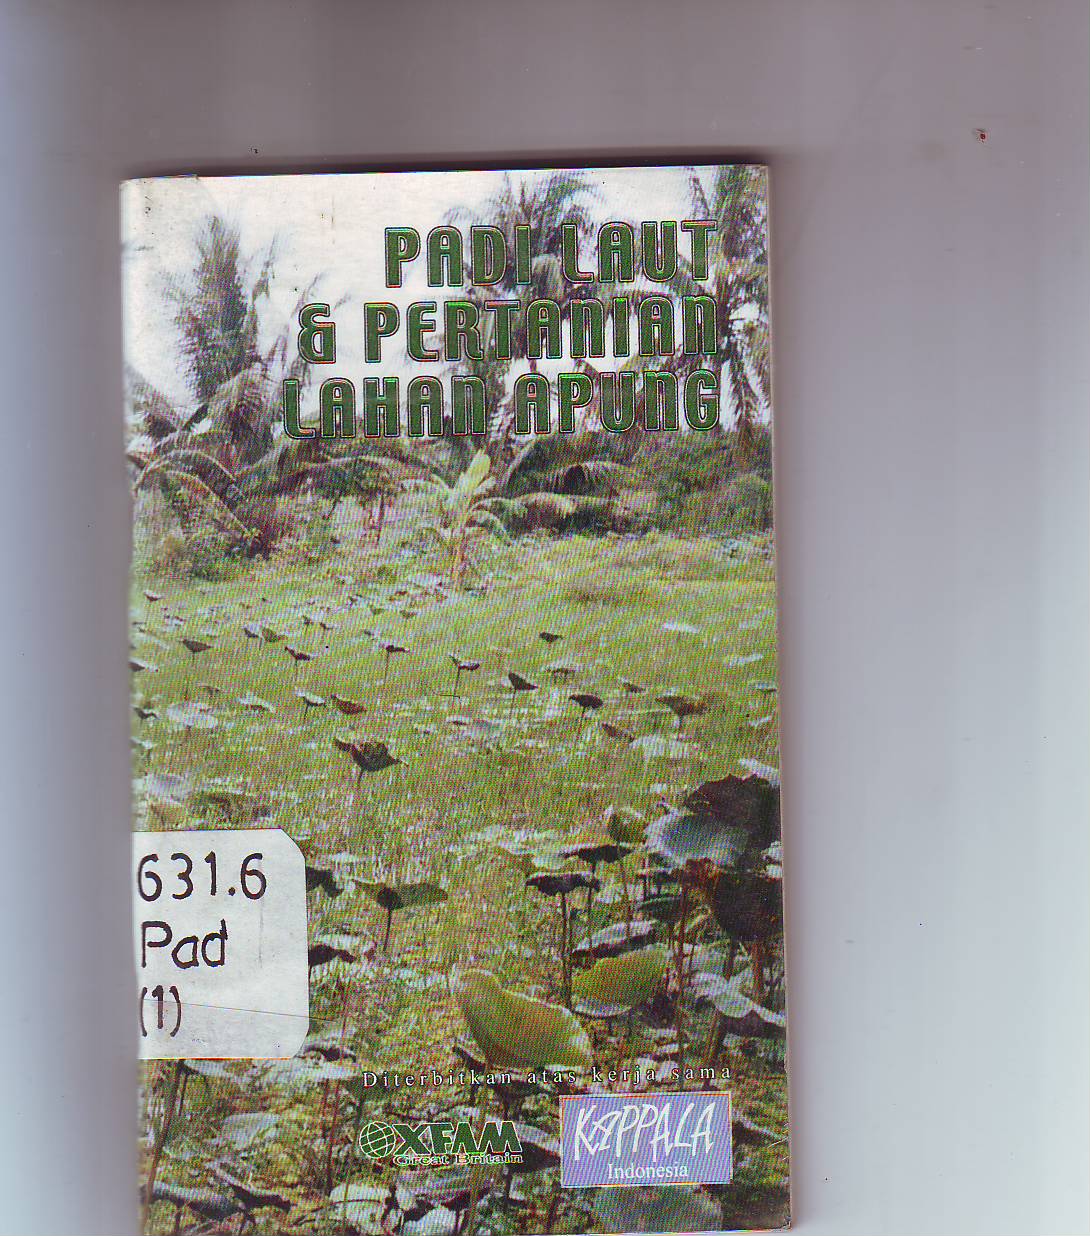 PADI LAUT
& PERTANIAN
LAHAN APUNG
631.6
Pad
(1)
Diterbitkan atas kerja sama
OXFAM
Great Britain
KAPPALA
Indonesia